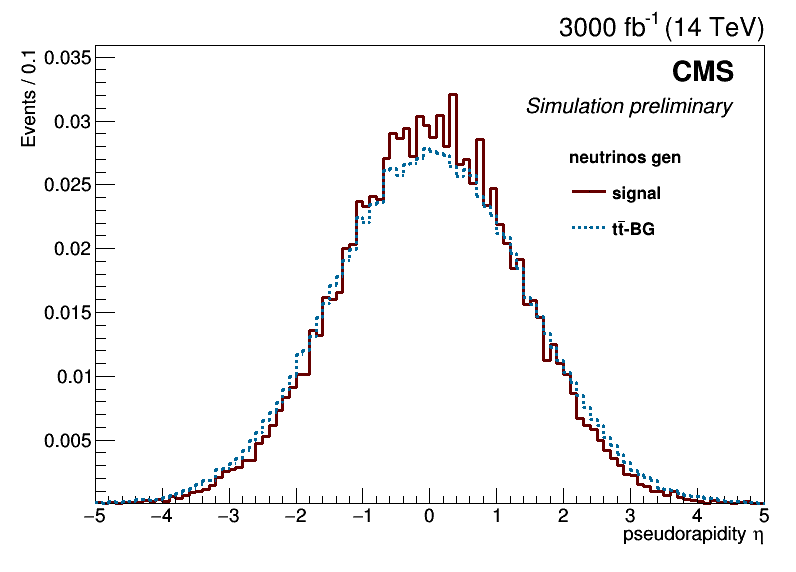 3000 fb⁻¹ (14 TeV)
CMS
Simulation preliminary
neutrinos gen
signal
tt̄-BG
Events / 0.1
0.035
0.03
0.025
0.02
0.015
0.01
0.005
−5 −4 −3 −2 −1 0 1 2 3 4 5
pseudorapidity η